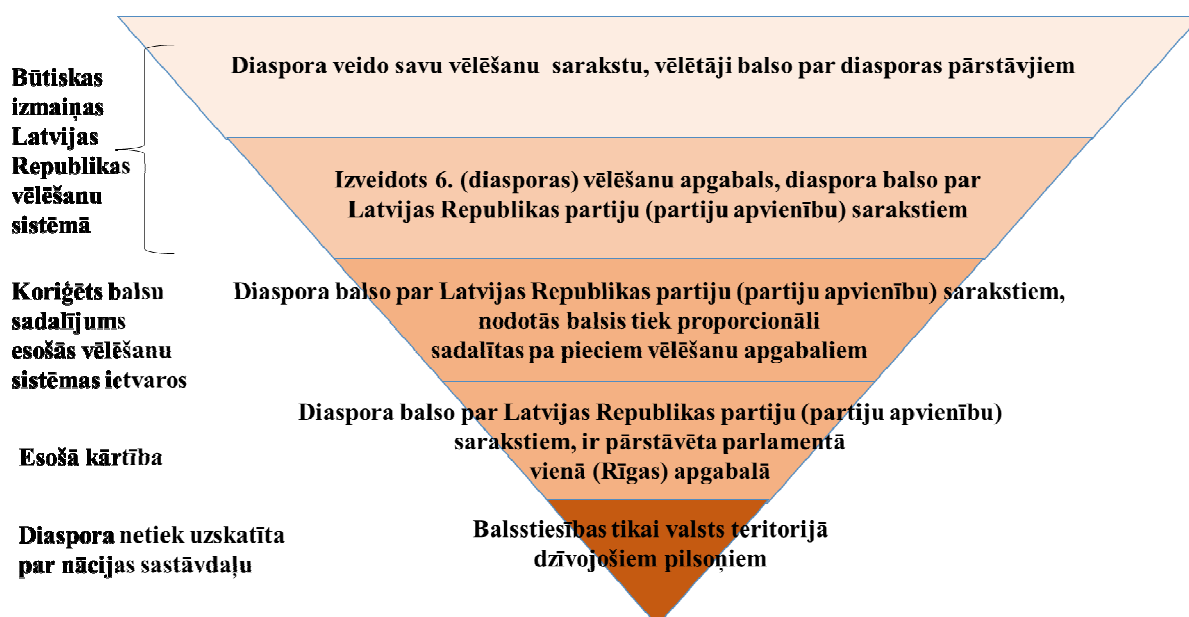 Būtiskas
izmaiņas
Latvijas
Republikas
vēlēšanu
sistēmā
Diaspora veido savu vēlēšanu sarakstu, vēlētāji balso par diasporas pārstāvjiem
Izveidots 6. (diasporas) vēlēšanu apgabals, diaspora balso par
Latvijas Republikas partiju (partiju apvienību) sarakstiem
Koriģēts balsu
sadalījums
esošās vēlēšanu
sistēmas ietvaros
Diaspora balso par Latvijas Republikas partiju (partiju apvienību) sarakstiem,
nodotās balsis tiek proporcionāli
sadalītas pa pieciem vēlēšanu apgabaliem
Esošā kārtība
Diaspora balso par Latvijas Republikas partiju (partiju apvienību)
sarakstiem, ir pārstāvēta parlamentā
vienā (Rīgas) apgabalā
Diaspora netiek uzskatīta
par nācijas sastāvdaļu
Balsstiesības tikai valsts teritorijā
dzīvojošiem pilsoņiem